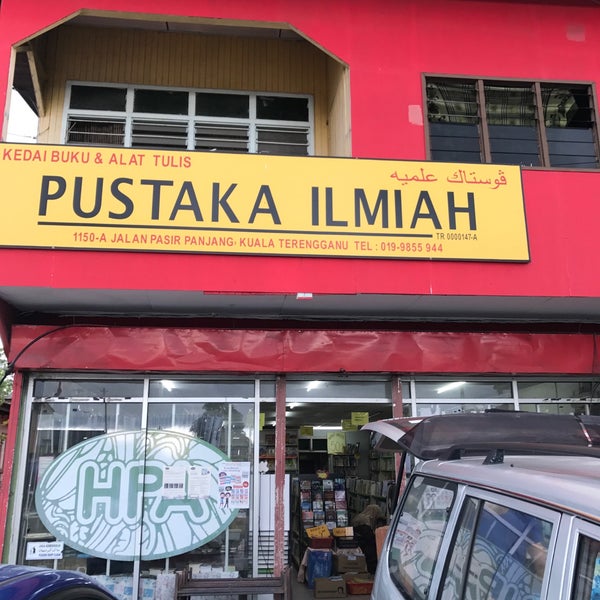 KEDAI BUKU & ALAT TULIS
ڤوستاک علميه
PUSTAKA ILMIAH
TR 0000147-A
1150-A JALAN PASIR PANJANG, KUALA TERENGGANU TEL : 019-9855 944
HPA